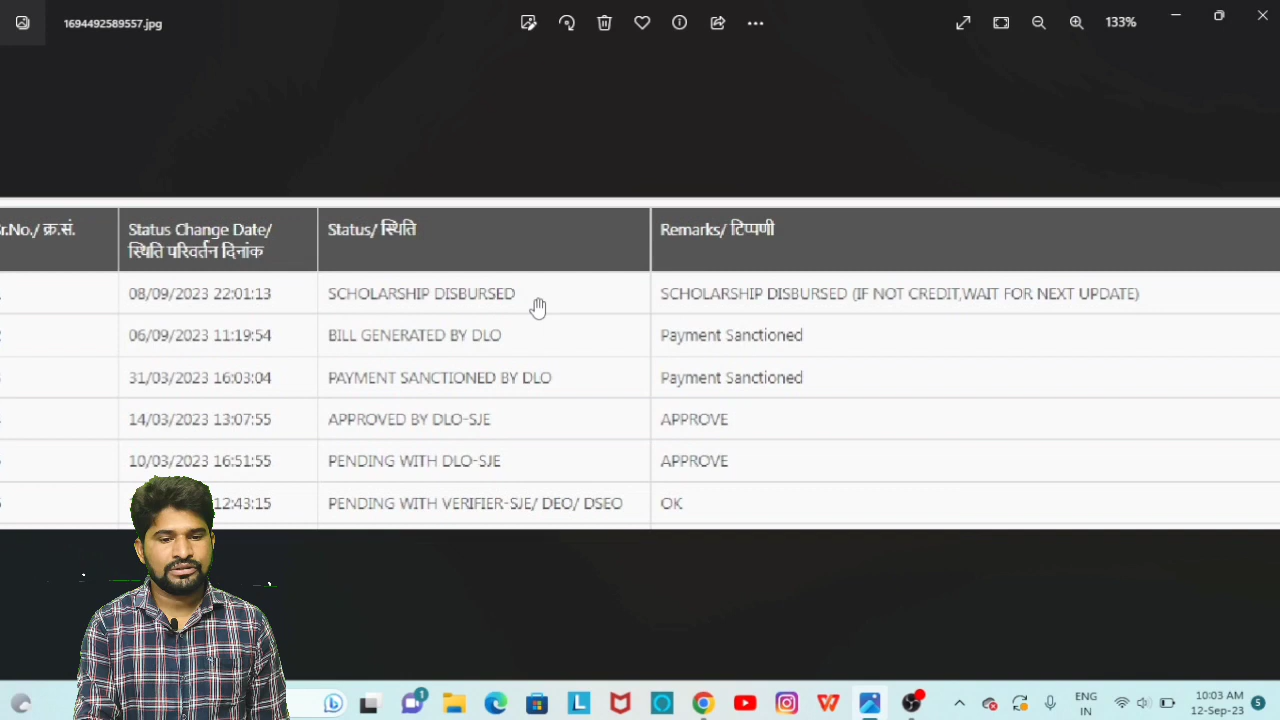 1694492589557.jpg
133%
Sr.No./ क्र.सं. Status Change Date/ स्थिति परिवर्तन दिनांक Status/ स्थिति Remarks/ टिप्पणी
08/09/2023 22:01:13 SCHOLARSHIP DISBURSED SCHOLARSHIP DISBURSED (IF NOT CREDIT,WAIT FOR NEXT UPDATE)
06/09/2023 11:19:54 BILL GENERATED BY DLO Payment Sanctioned
31/03/2023 16:03:04 PAYMENT SANCTIONED BY DLO Payment Sanctioned
14/03/2023 13:07:55 APPROVED BY DLO-SJE APPROVE
10/03/2023 16:51:55 PENDING WITH DLO-SJE APPROVE
12:43:15 PENDING WITH VERIFIER-SJE/ DEO/ DSEO OK
1
L
W
ENG
IN
10:03 AM
12-Sep-23
5